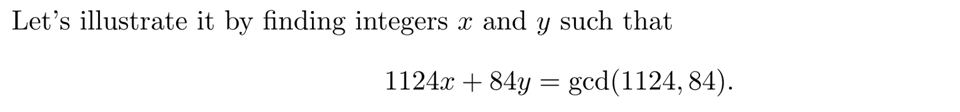 Let’s illustrate it by finding integers x and y such that
1124x + 84y = gcd(1124, 84).